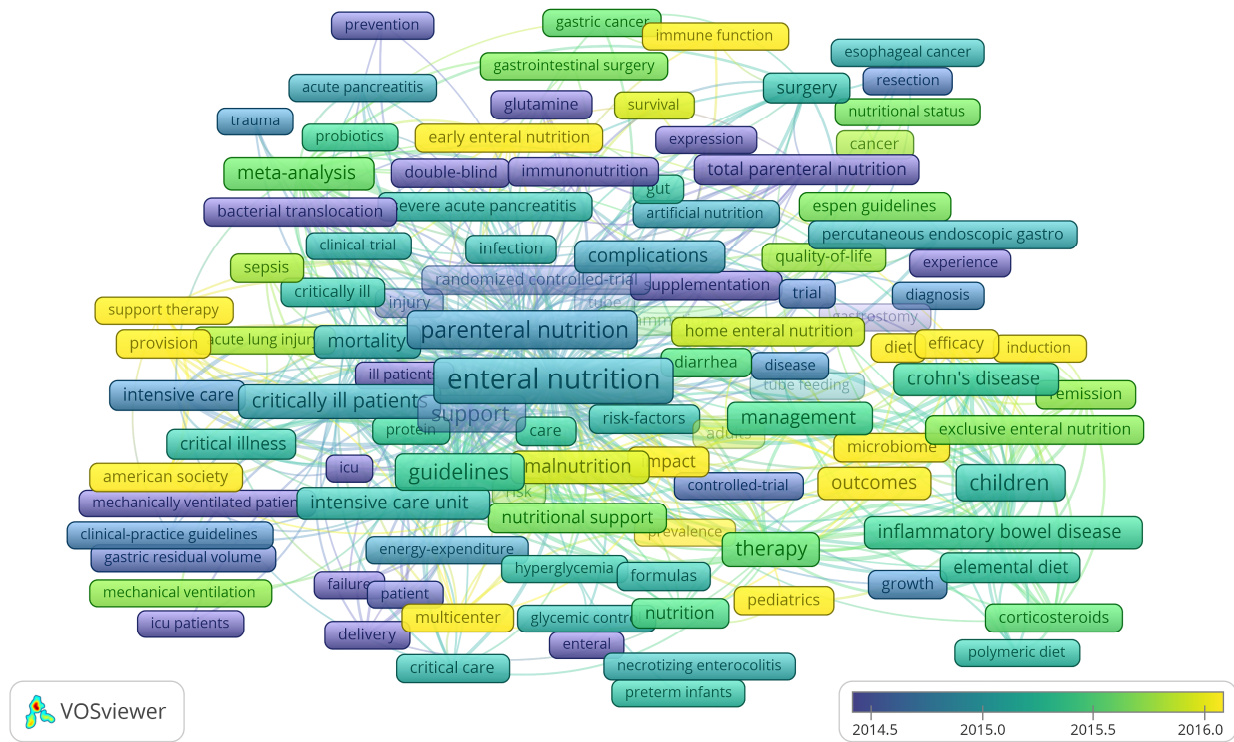 prevention
gastric cancer
immune function
esophageal cancer
gastrointestinal surgery
resection
acute pancreatitis
surgery
glutamine
survival
nutritional status
trauma
probiotics
early enteral nutrition
expression
cancer
meta-analysis
double-blind
immunonutrition
total parenteral nutrition
gut
bacterial translocation
severe acute pancreatitis
artificial nutrition
espen guidelines
percutaneous endoscopic gastro
clinical trial
infection
complications
quality-of-life
experience
sepsis
randomized controlled-trial
supplementation
critically ill
injury
tube
trial
diagnosis
support therapy
gastrostomy
parenteral nutrition
home enteral nutrition
provision
acute lung injury
mortality
diet
efficacy
induction
diarrhea
disease
ill patients
enteral nutrition
tube feeding
crohn's disease
remission
intensive care
critically ill patients
support
risk-factors
management
protein
care
adults
exclusive enteral nutrition
critical illness
microbiome
icu
guidelines
malnutrition
impact
american society
controlled-trial
outcomes
children
mechanically ventilated patien
intensive care unit
risk
nutritional support
prevalence
inflammatory bowel disease
clinical-practice guidelines
energy-expenditure
therapy
gastric residual volume
hyperglycemia
formulas
elemental diet
failure
patient
growth
mechanical ventilation
pediatrics
icu patients
multicenter
glycemic contro
nutrition
corticosteroids
delivery
enteral
critical care
necrotizing enterocolitis
polymeric diet
preterm infants
VOSviewer
2014.5 2015.0 2015.5 2016.0